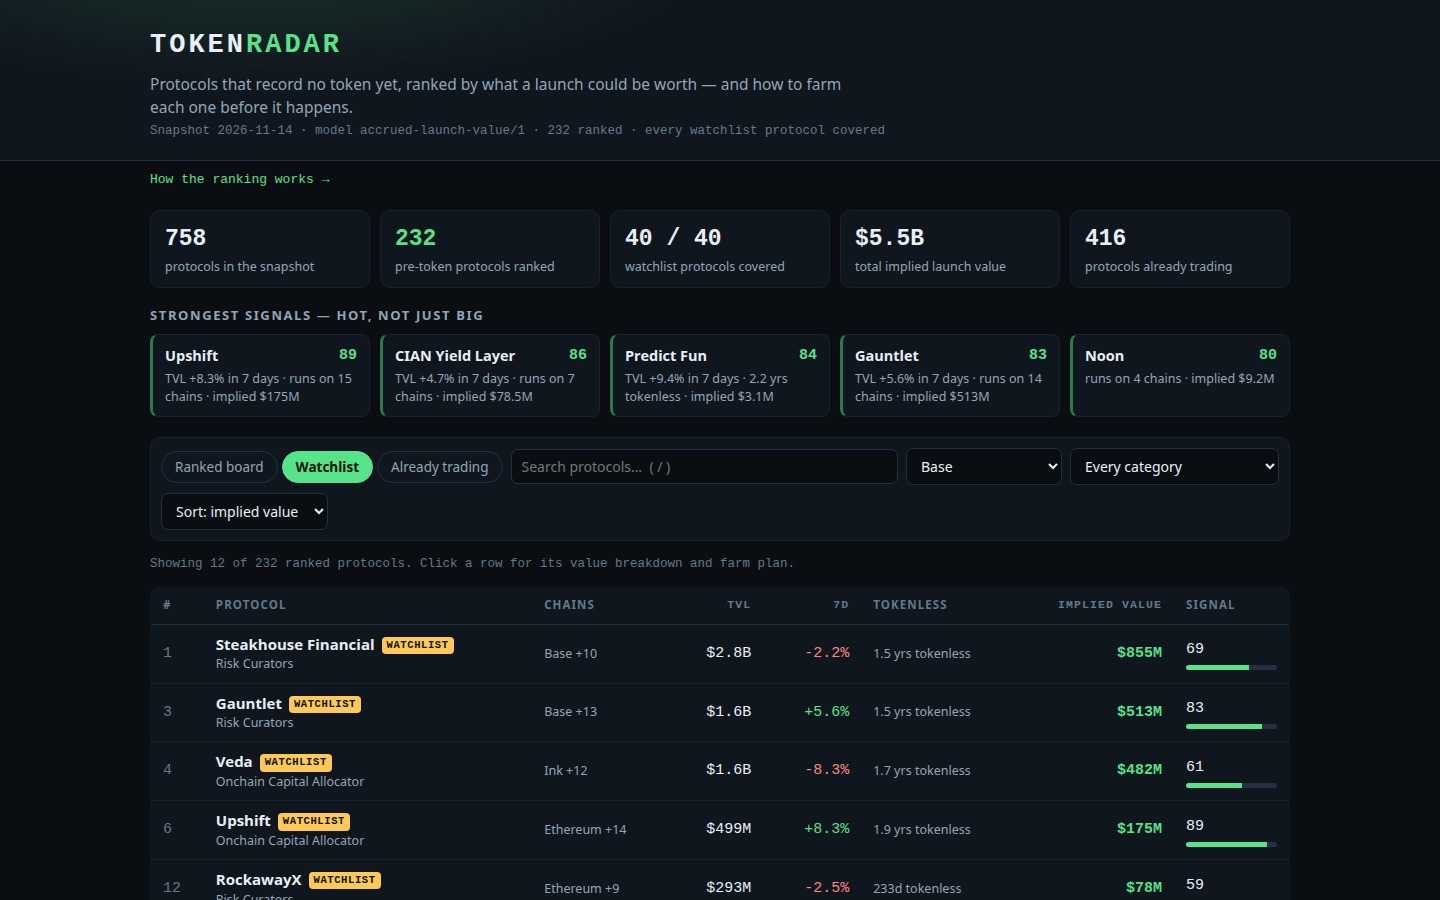 TOKENRADAR
Protocols that record no token yet, ranked by what a launch could be worth — and how to farm
each one before it happens.
Snapshot 2026-11-14 · model accrued-launch-value/1 · 232 ranked · every watchlist protocol covered
How the ranking works →
758
protocols in the snapshot
232
pre-token protocols ranked
40 / 40
watchlist protocols covered
$5.5B
total implied launch value
416
protocols already trading
STRONGEST SIGNALS — HOT, NOT JUST BIG
Upshift 89
TVL +8.3% in 7 days · runs on 15
chains · implied $175M
CIAN Yield Layer 86
TVL +4.7% in 7 days · runs on 7
chains · implied $78.5M
Predict Fun 84
TVL +9.4% in 7 days · 2.2 yrs
tokenless · implied $3.1M
Gauntlet 83
TVL +5.6% in 7 days · runs on 14
chains · implied $513M
Noon 80
runs on 4 chains · implied $9.2M
Ranked board Watchlist Already trading Search protocols... ( / ) Base Every category
Sort: implied value
Showing 12 of 232 ranked protocols. Click a row for its value breakdown and farm plan.
# PROTOCOL CHAINS TVL 7D TOKENLESS IMPLIED VALUE SIGNAL
1 Steakhouse Financial WATCHLIST Base +10 $2.8B -2.2% 1.5 yrs tokenless $855M 69
Risk Curators
3 Gauntlet WATCHLIST Base +13 $1.6B +5.6% 1.5 yrs tokenless $513M 83
Risk Curators
4 Veda WATCHLIST Ink +12 $1.6B -8.3% 1.7 yrs tokenless $482M 61
Onchain Capital Allocator
6 Upshift WATCHLIST Ethereum +14 $499M +8.3% 1.9 yrs tokenless $175M 89
Onchain Capital Allocator
12 RockawayX WATCHLIST Ethereum +9 $293M -2.5% 233d tokenless $78M 59
Risk Curators